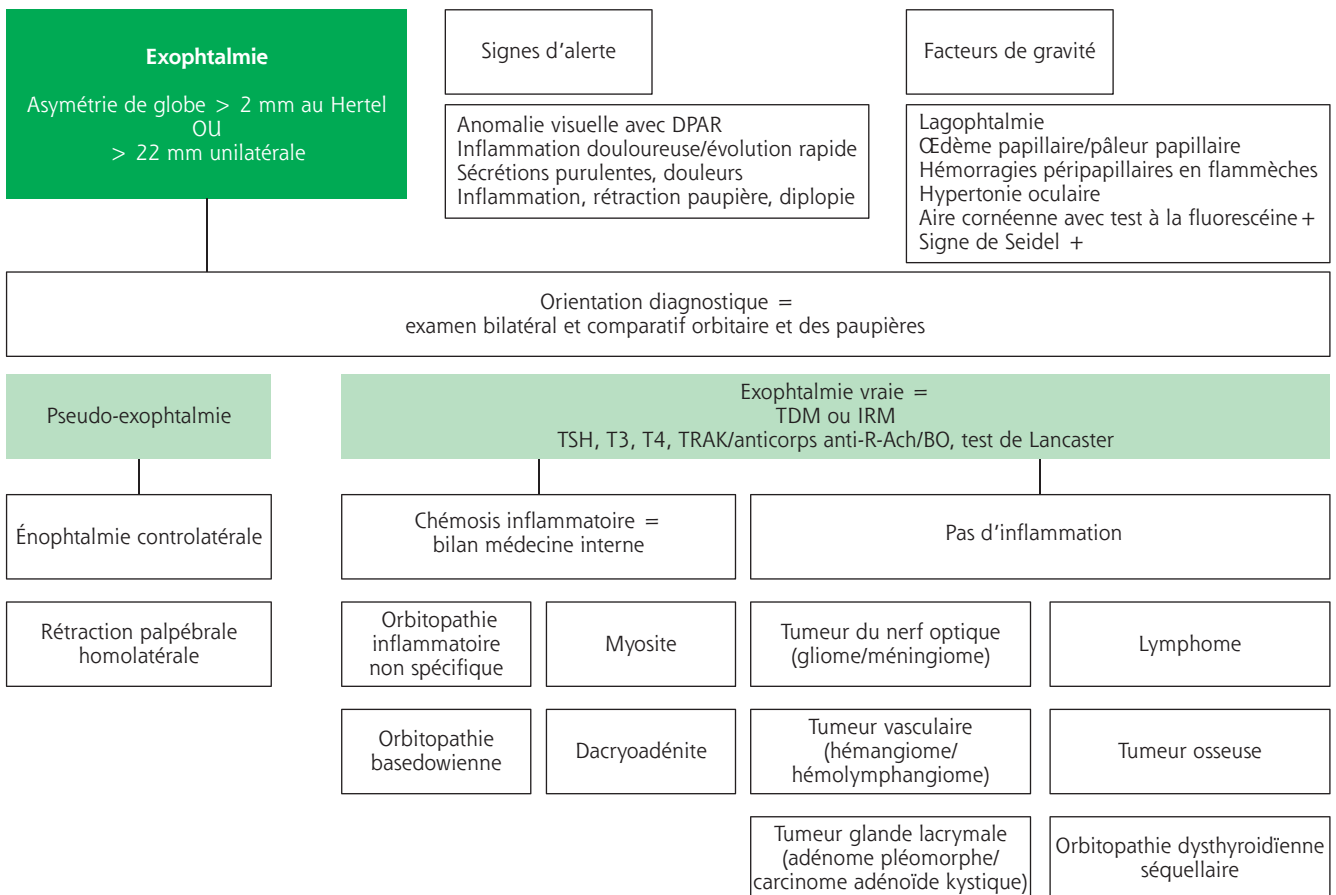 Exophtalmie
Asymétrie de globe > 2 mm au Hertel
OU
> 22 mm unilatérale
Signes d'alerte
Anomalie visuelle avec DPAR
Inflammation douloureuse/évolution rapide
Sécrétions purulentes, douleurs
Inflammation, rétraction paupière, diplopie
Facteurs de gravité
Lagophtalmie
Œdème papillaire/pâleur papillaire
Hémorragies péripapillaires en flammèches
Hypertonie oculaire
Aire cornéenne avec test à la fluorescéine +
Signe de Seidel +
Orientation diagnostique =
examen bilatéral et comparatif orbitaire et des paupières
Pseudo-exophtalmie
Exophtalmie vraie =
TDM ou IRM
TSH, T3, T4, TRAK/anticorps anti-R-Ach/BO, test de Lancaster
Énophtalmie controlatérale
Chémosis inflammatoire =
bilan médecine interne
Pas d'inflammation
Rétraction palpébrale
homolatérale
Orbitopathie
inflammatoire
non spécifique
Myosite
Tumeur du nerf optique
(gliome/méningiome)
Lymphome
Orbitopathie
basedowienne
Dacryoadénite
Tumeur vasculaire
(hémangiome/
hémolymphangiome)
Tumeur osseuse
Tumeur glande lacrymale
(adénome pléomorphe/
carcinome adénoïde kystique)
Orbitopathie dysthyroidïenne
séquellaire